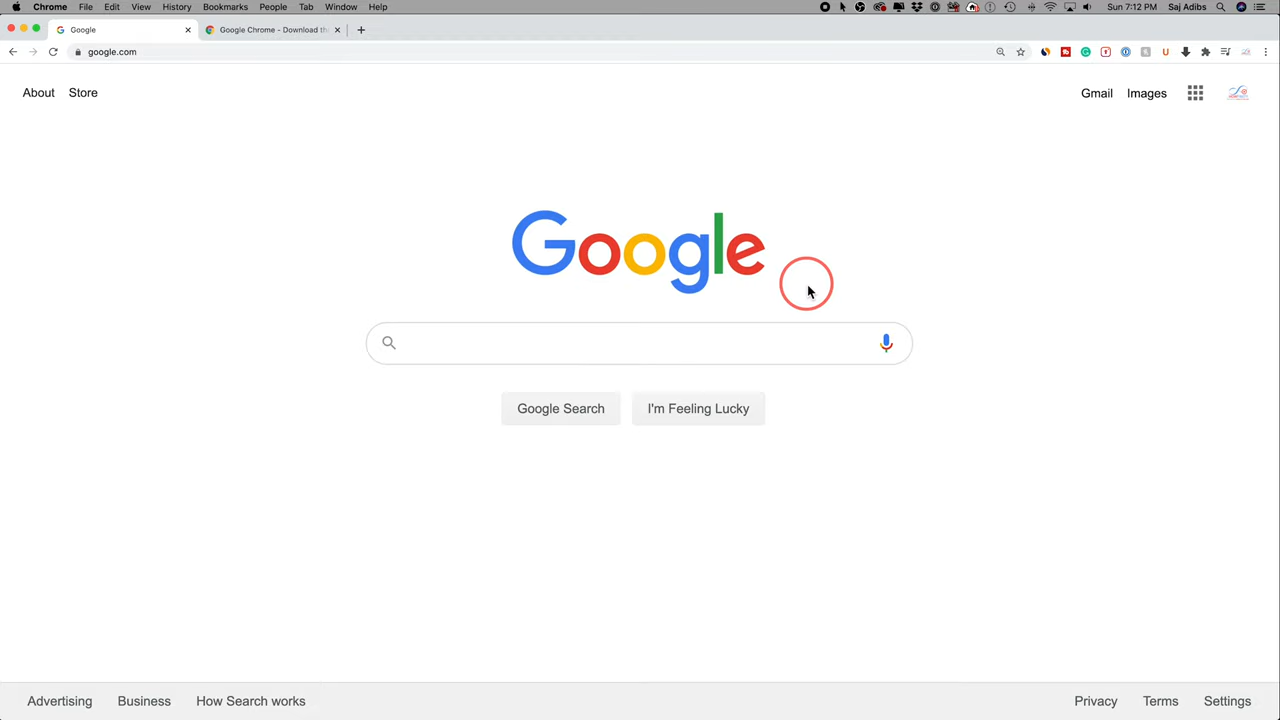 Chrome File Edit View History Bookmarks People Tab Window Help Sun 7:12 PM Saj Adibs
Google Google Chrome - Download th
google.com
About Store Gmail Images
Google
Google Search I'm Feeling Lucky
Advertising Business How Search works Privacy Terms Settings